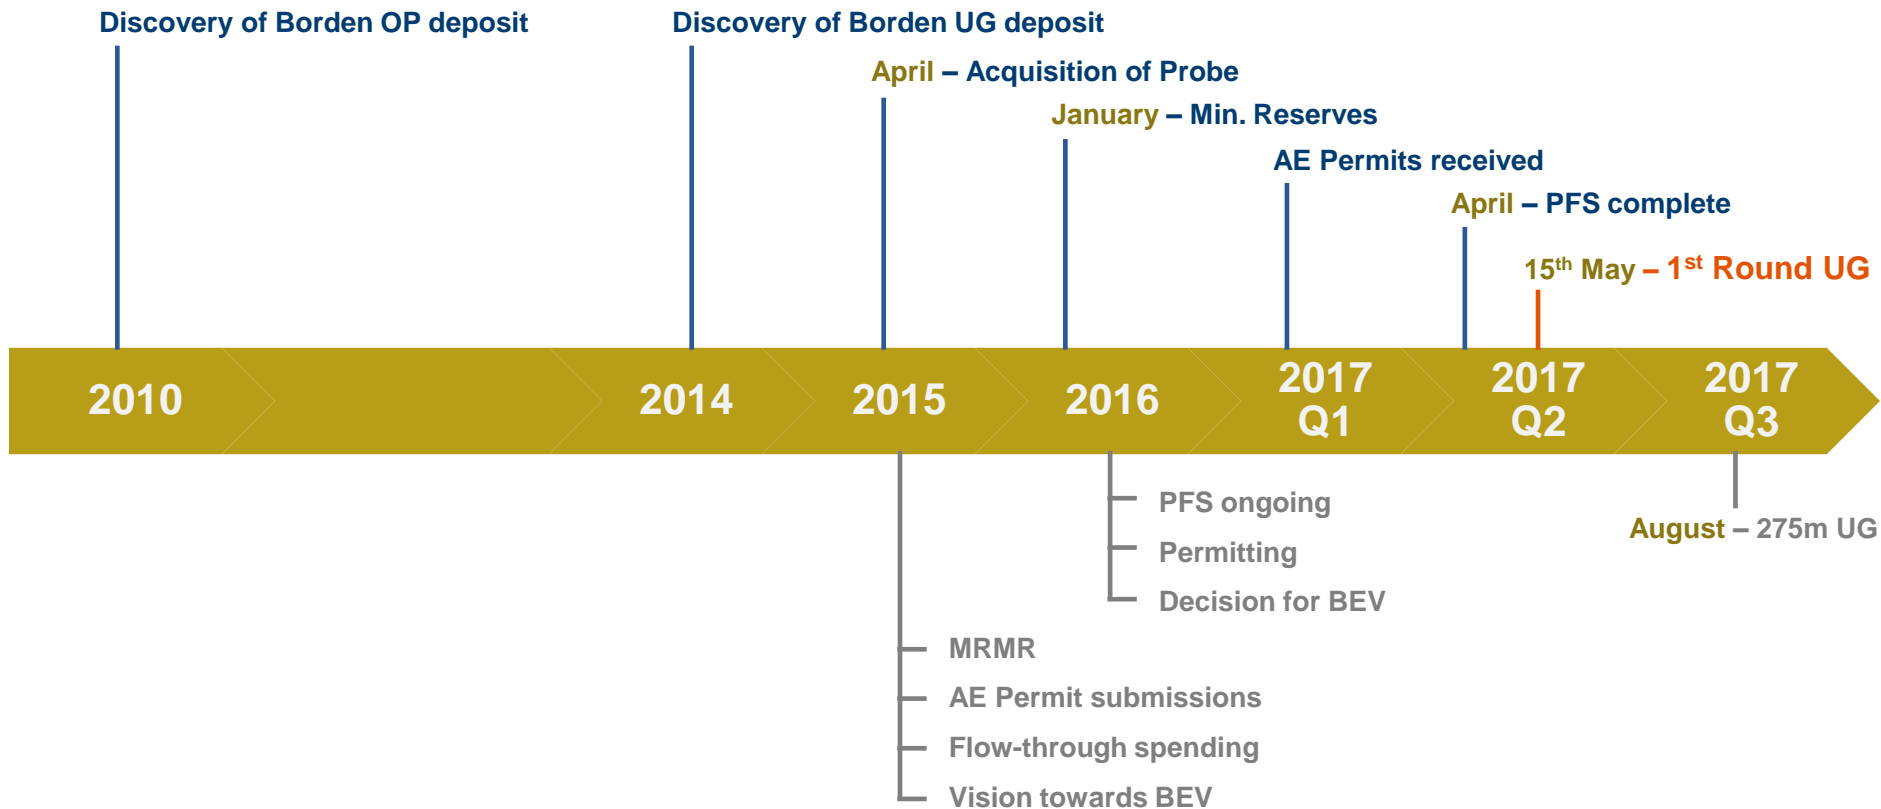 Discovery of Borden OP deposit
Discovery of Borden UG deposit
April – Acquisition of Probe
January – Min. Reserves
AE Permits received
April – PFS complete
15th May – 1st Round UG
2010
2014
2015
2016
2017
Q1
2017
Q2
2017
Q3
PFS ongoing
Permitting
Decision for BEV
August – 275m UG
MRMR
AE Permit submissions
Flow-through spending
Vision towards BEV